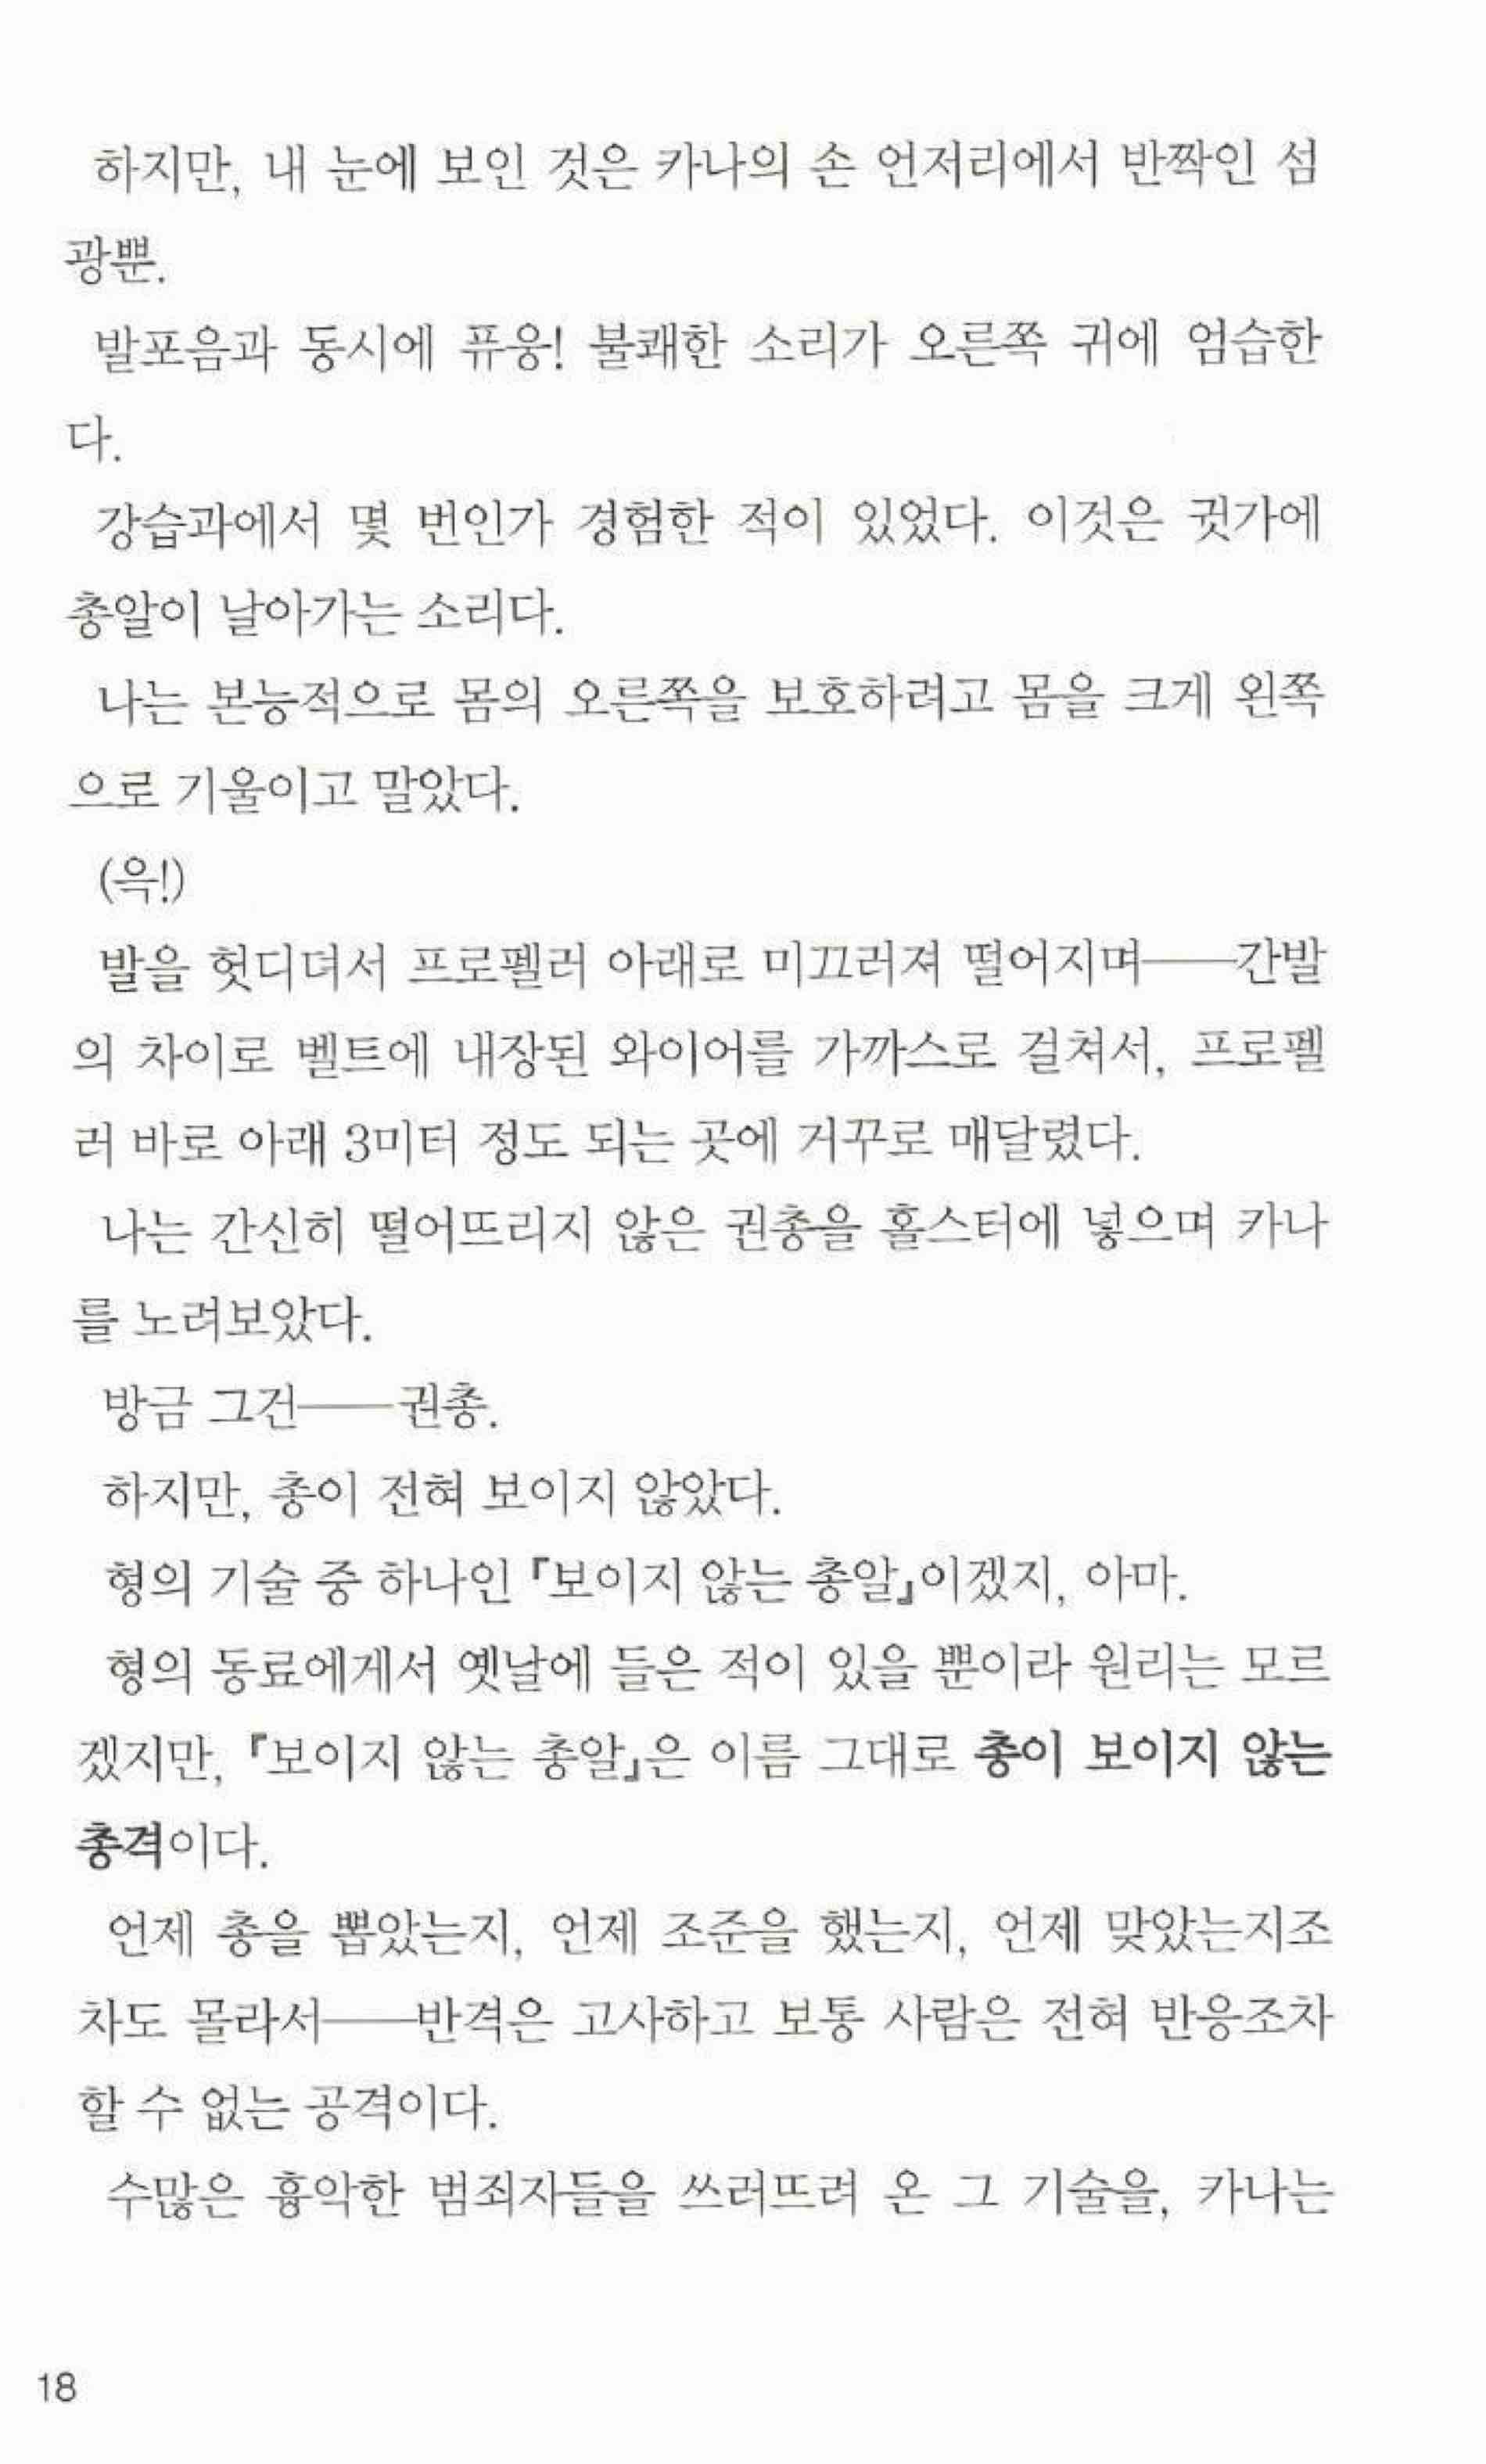 하지만, 내 눈에 보인 것은 카나의 손 언저리에서 반짝인 섬
광뿐.
발포음과 동시에 퓨웅! 불쾌한 소리가 오른쪽 귀에 엄습한
다.
강습과에서 몇 번인가 경험한 적이 있었다. 이것은 귓가에
총알이 날아가는 소리다.
나는 본능적으로 몸의 오른쪽을 보호하려고 몸을 크게 왼쪽
으로 기울이고 말았다.
(윽!)
발을 헛디뎌서 프로펠러 아래로 미끄러져 떨어지며──간발
의 차이로 벨트에 내장된 와이어를 가까스로 걸쳐서, 프로펠
러 바로 아래 3미터 정도 되는 곳에 거꾸로 매달렸다.
나는 간신히 떨어뜨리지 않은 권총을 홀스터에 넣으며 카나
를 노려보았다.
방금 그건──권총.
하지만, 총이 전혀 보이지 않았다.
형의 기술 중 하나인 『보이지 않는 총알』이겠지, 아마.
형의 동료에게서 옛날에 들은 적이 있을 뿐이라 원리는 모르
겠지만, 『보이지 않는 총알』은 이름 그대로 총이 보이지 않는
총격이다.
언제 총을 뽑았는지, 언제 조준을 했는지, 언제 맞았는지조
차도 몰라서──반격은 고사하고 보통 사람은 전혀 반응조차
할 수 없는 공격이다.
수많은 흉악한 범죄자들을 쓰러뜨려 온 그 기술을, 카나는
18